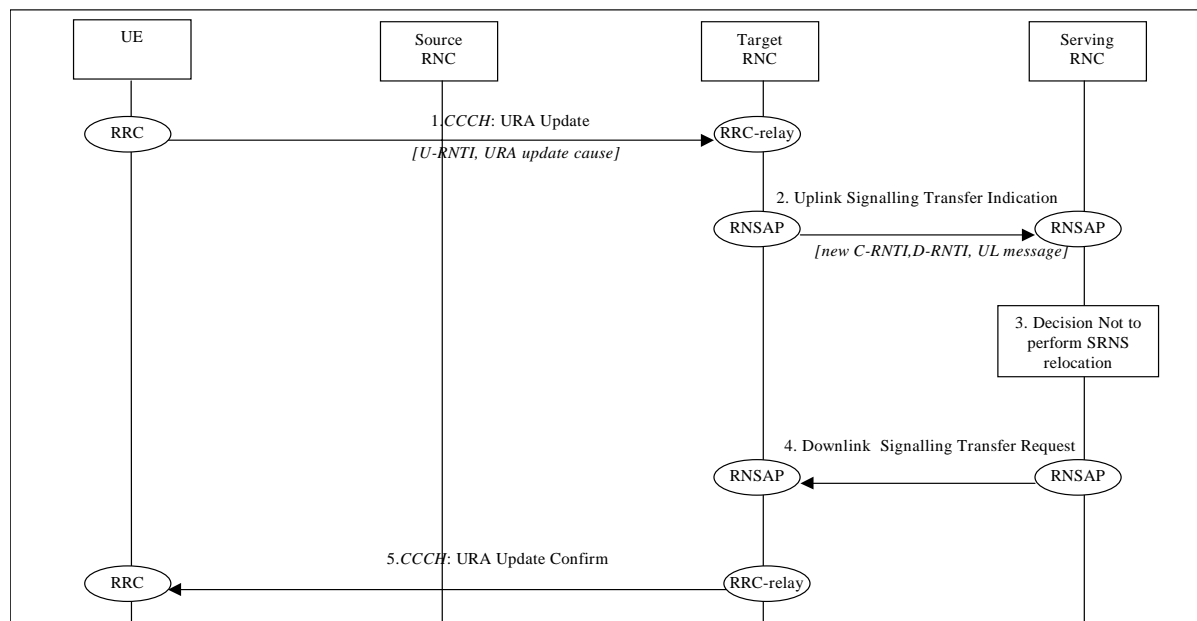 UE
Source
RNC
Target
RNC
Serving
RNC
1.CCCH: URA Update
RRC
RRC-relay
[U-RNTI, URA update cause]
2. Uplink Signalling Transfer Indication
RNSAP
RNSAP
[new C-RNTI,D-RNTI, UL message]
3. Decision Not to
perform SRNS
relocation
4. Downlink Signalling Transfer Request
RNSAP
RNSAP
5.CCCH: URA Update Confirm
RRC
RRC-relay